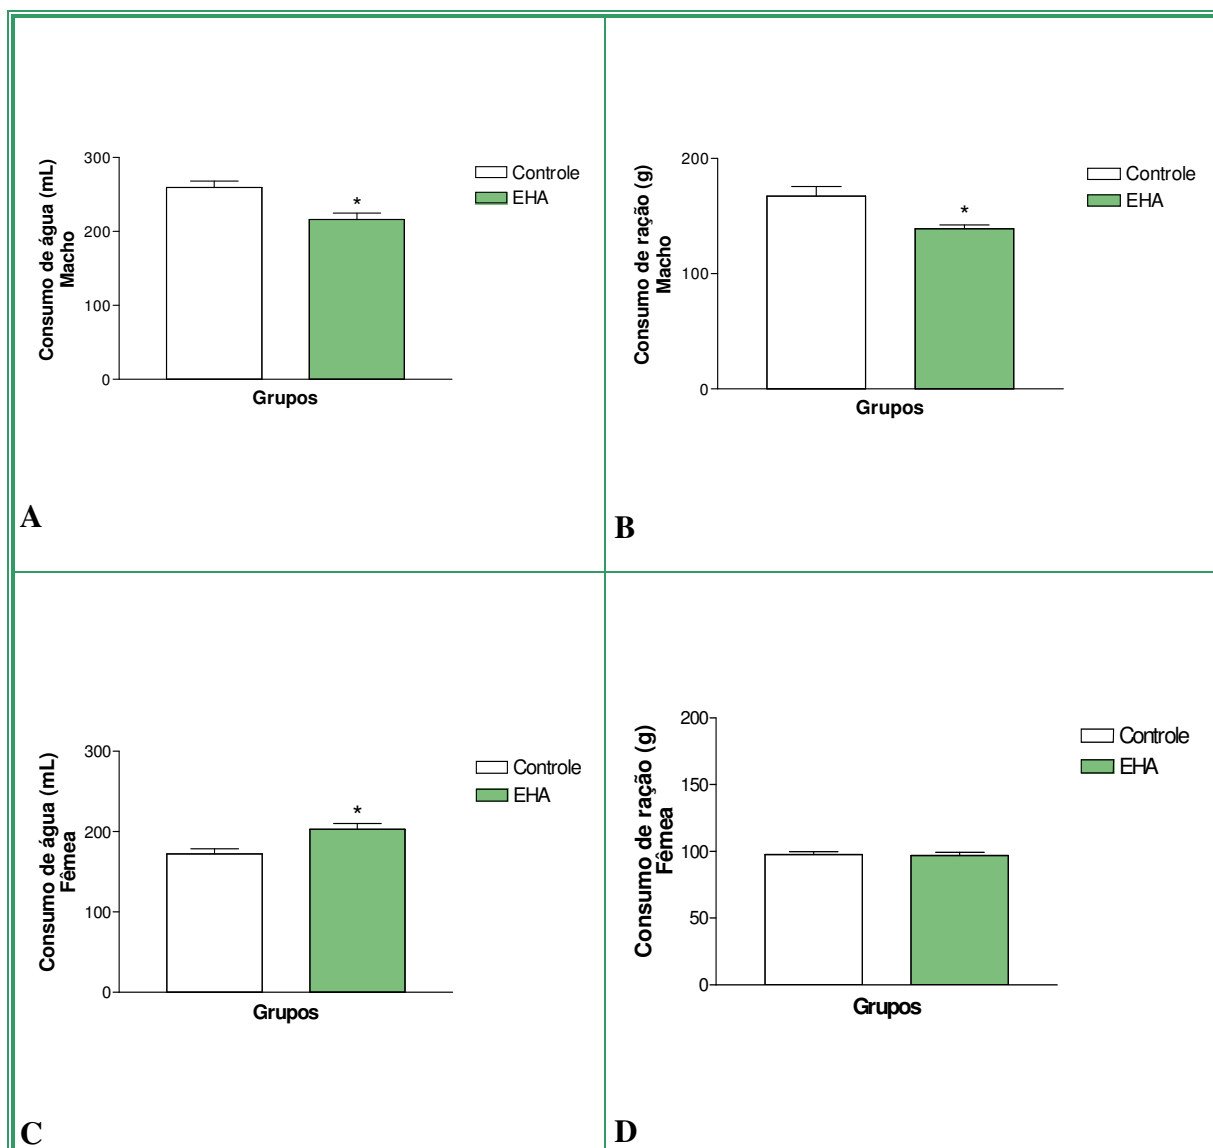 300
200
100
0
Consumo de água (mL)
Macho
*
Grupos
Controle
EHA
A
200
100
0
Consumo de ração (g)
Macho
*
Grupos
Controle
EHA
B
300
200
100
0
Consumo de água (mL)
Fêmea
*
Grupos
Controle
EHA
C
200
150
100
50
0
Consumo de ração (g)
Fêmea
Grupos
Controle
EHA
D